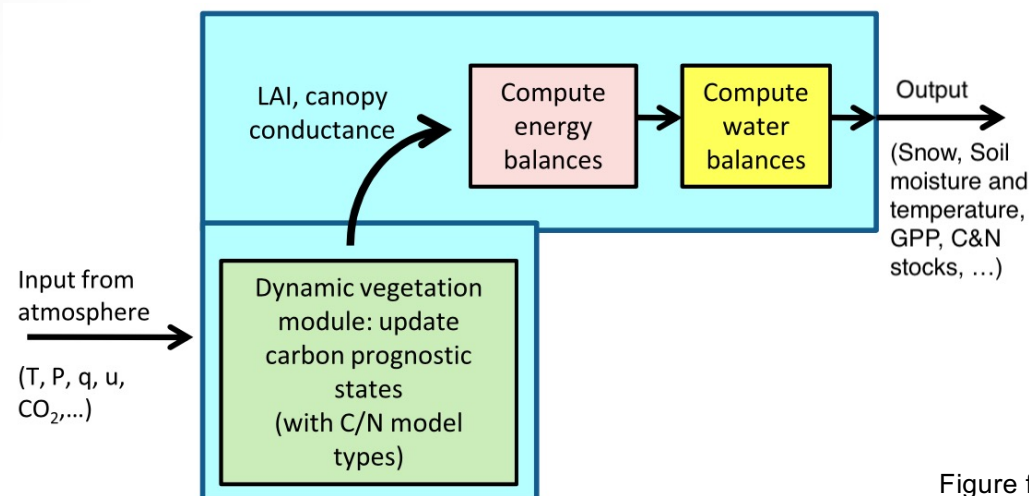 LAI, canopy
conductance
Compute
energy
balances
Compute
water
balances
Output
(Snow, Soil
moisture and
temperature,
GPP, C&N
stocks, …)
Input from
atmosphere
(T, P, q, u,
CO₂,…)
Dynamic vegetation
module: update
carbon prognostic
states
(with C/N model
types)
Figure